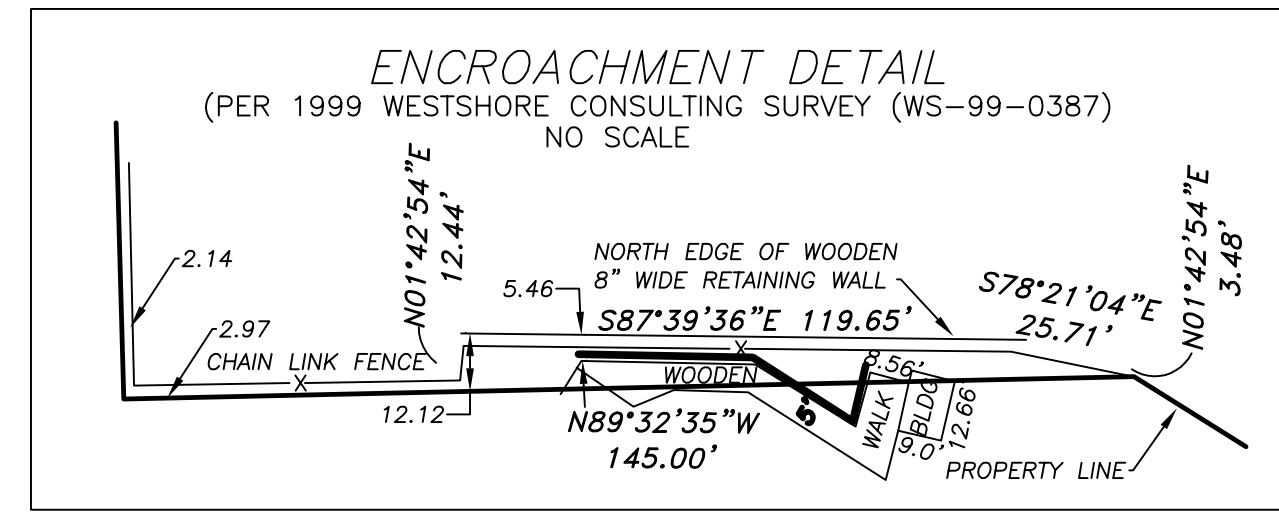 ENCROACHMENT DETAIL
(PER 1999 WESTSHORE CONSULTING SURVEY (WS-99-0387)
NO SCALE
N01°42'54"E
12.44'
N01°42'54"E
3.48'
2.14
NORTH EDGE OF WOODEN
8" WIDE RETAINING WALL
5.46
S78°21'04"E
25.71'
S87°39'36"E 119.65'
2.97
CHAIN LINK FENCE
X
X
WOODEN
8.56'
12.12
N89°32'35"W
145.00'
5'
WALK
BLDG
12.66
9.0'
PROPERTY LINE